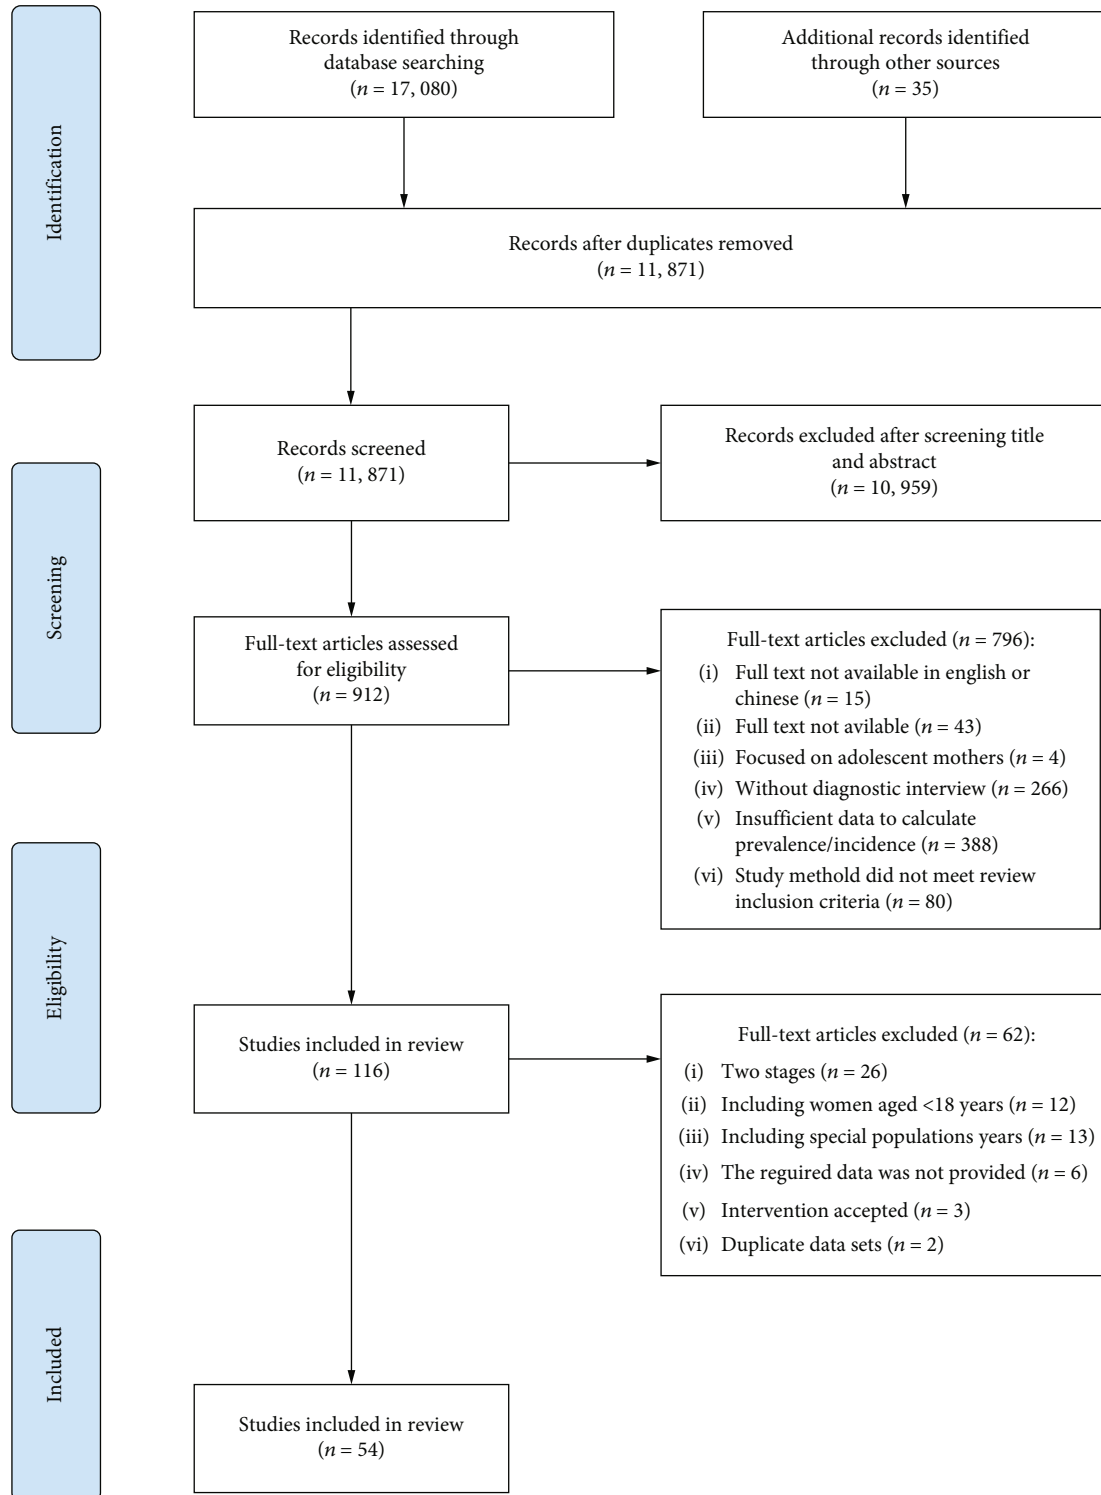 Identification
Records identified through
database searching
(n = 17, 080)
Additional records identified
through other sources
(n = 35)
Records after duplicates removed
(n = 11, 871)
Screening
Records screened
(n = 11, 871)
Records excluded after screening title
and abstract
(n = 10, 959)
Full-text articles assessed
for eligibility
(n = 912)
Full-text articles excluded (n = 796):
(i) Full text not available in english or
chinese (n = 15)
(ii) Full text not avilable (n = 43)
(iii) Focused on adolescent mothers (n = 4)
(iv) Without diagnostic interview (n = 266)
(v) Insufficient data to calculate
prevalence/incidence (n = 388)
(vi) Study methold did not meet review
inclusion criteria (n = 80)
Eligibility
Studies included in review
(n = 116)
Full-text articles excluded (n = 62):
(i) Two stages (n = 26)
(ii) Including women aged <18 years (n = 12)
(iii) Including special populations years (n = 13)
(iv) The reguired data was not provided (n = 6)
(v) Intervention accepted (n = 3)
(vi) Duplicate data sets (n = 2)
Included
Studies included in review
(n = 54)